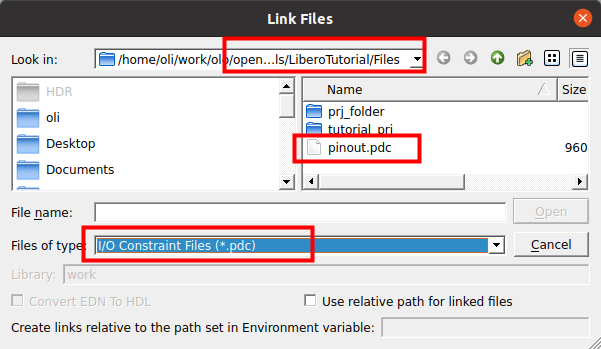 Link Files
Look in: /home/oli/work/olo/open...ls/LiberoTutorial/Files
HDR
oli
Desktop
Documents
Name Size
prj_folder
tutorial_prj
pinout.pdc 960
File name: Open
Files of type: I/O Constraint Files (*.pdc) Cancel
Library: work
Convert EDN To HDL Use relative path for linked files
Create links relative to the path set in Environment variable: